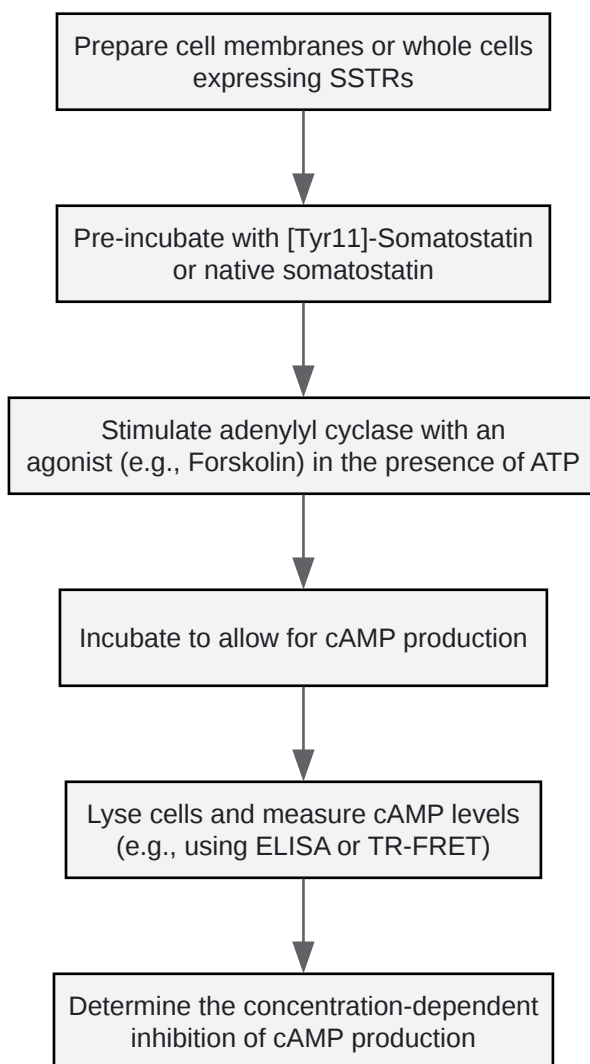 Prepare cell membranes or whole cells
expressing SSTRs
Pre-incubate with [Tyr11]-Somatostatin
or native somatostatin
Stimulate adenylyl cyclase with an
agonist (e.g., Forskolin) in the presence of ATP
Incubate to allow for cAMP production
Lyse cells and measure cAMP levels
(e.g., using ELISA or TR-FRET)
Determine the concentration-dependent
inhibition of cAMP production